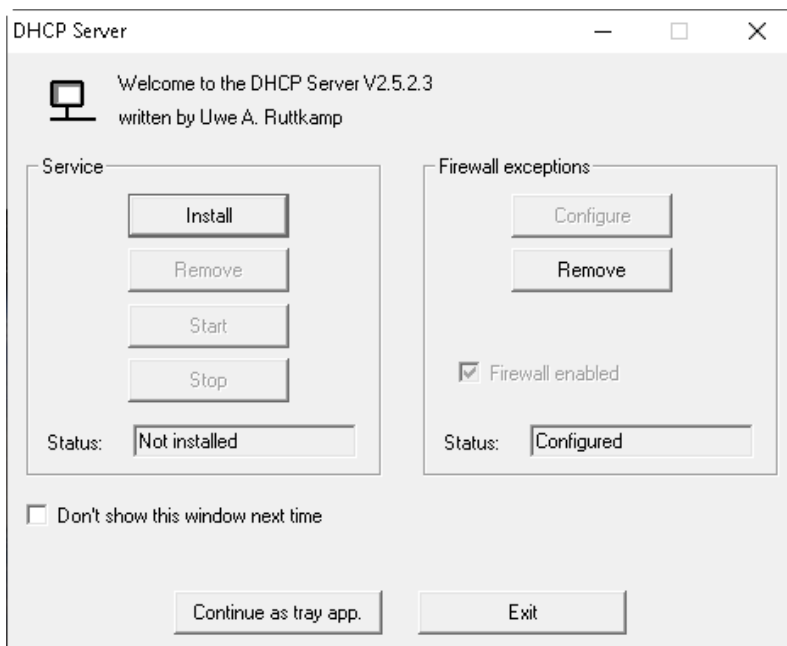 DHCP Server
Welcome to the DHCP Server V2.5.2.3
written by Uwe A. Ruttkamp
Service
Install
Remove
Start
Stop
Status: Not installed
Firewall exceptions
Configure
Remove
Firewall enabled
Status: Configured
Don't show this window next time
Continue as tray app.
Exit